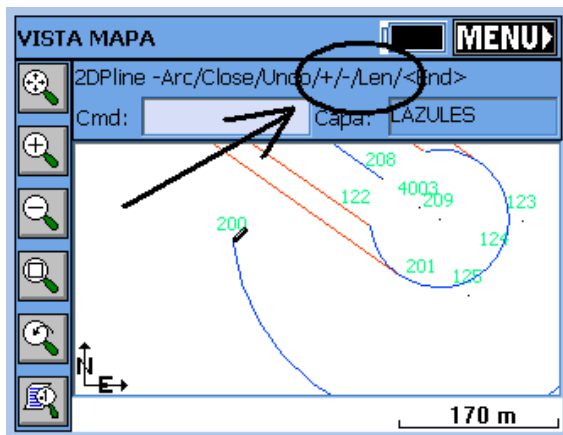 VISTA MAPA
MENU
2DPline -Arc/Close/Undo/+/-/Len/<End>
Cmd:
Capa: LAZULES
208
122
4003
209
123
200
124
201
125
N
E
170 m